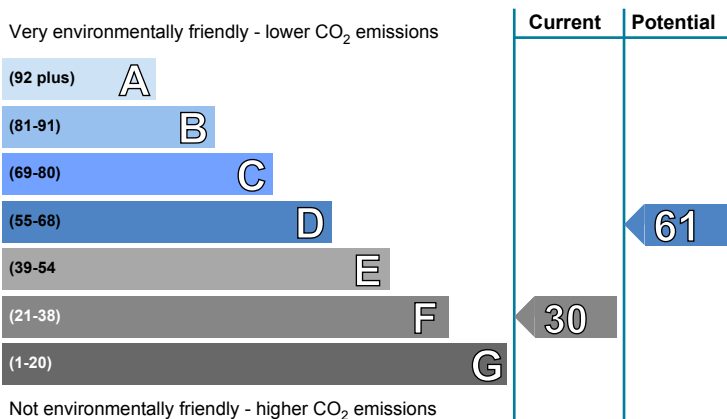 Very environmentally friendly - lower CO2 emissions
Current
Potential
(92 plus) A
(81-91) B
(69-80) C
(55-68) D
61
(39-54 E
(21-38) F
30
(1-20) G
Not environmentally friendly - higher CO2 emissions